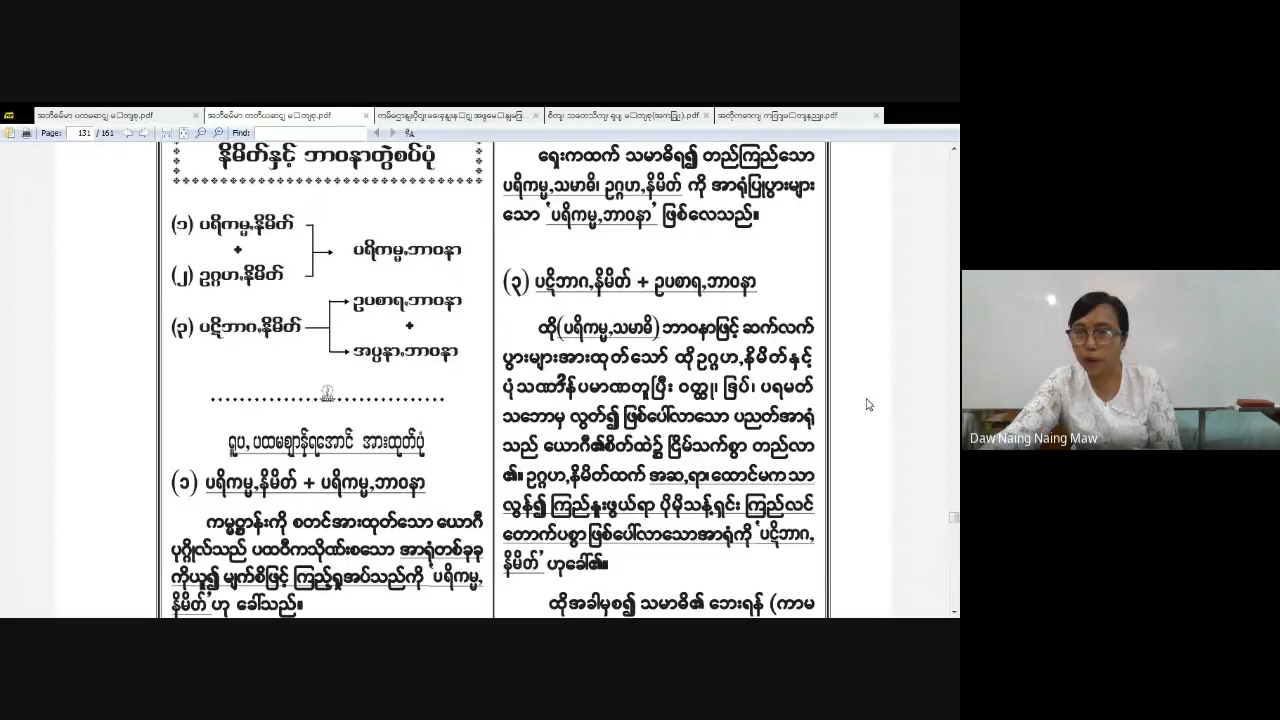 Page: 131 / 161
Find:
နိမိတ်နှင့် ဘာဝနာတွဲစပ်ပုံ
(၁) ပရိကမ္မ,နိမိတ်
+
ပရိကမ္မ,ဘာဝနာ
(၂) ဥဂ္ဂဟ,နိမိတ်
ဥပစာရ,ဘာဝနာ
(၃) ပဋိဘာဂ,နိမိတ်
+
အပ္ပနာ,ဘာဝနာ
ရူပ, ပထမဈာန်ရအောင် အားထုတ်ပုံ
(၁) ပရိကမ္မ,နိမိတ် + ပရိကမ္မ,ဘာဝနာ
ကမ္မဋ္ဌာန်းကို စတင်အားထုတ်သော ယောဂီ
ပုဂ္ဂိုလ်သည် ပထဝီကသိုဏ်းစသော အာရုံတစ်ခုခု
ကိုယူ၍ မျက်စိဖြင့် ကြည့်ရှုအပ်သည်ကို ‘ပရိကမ္မ,
နိမိတ်’ဟု ခေါ်သည်။
ရှေးကထက် သမာဓိရ၍ တည်ကြည်သော
ပရိကမ္မ,သမာဓိ၊ ဥဂ္ဂဟ,နိမိတ် ကို အာရုံပြုပွားများ
သော ‘ပရိကမ္မ,ဘာဝနာ’ ဖြစ်လေသည်။
(၃) ပဋိဘာဂ,နိမိတ် + ဥပစာရ,ဘာဝနာ
ထို(ပရိကမ္မ,သမာဓိ)ဘာဝနာဖြင့် ဆက်လက်
ပွားများအားထုတ်သော် ထိုဥဂ္ဂဟ,နိမိတ်နှင့်
ပုံသဏ္ဌာန်ပမာဏတူပြီး ဝတ္ထု၊ ဒြပ်၊ ပရမတ်
သဘောမှ လွတ်၍ ဖြစ်ပေါ်လာသော ပညတ်အာရုံ
သည် ယောဂီ၏စိတ်ထဲ၌ ငြိမ်သက်စွာ တည်လာ
၏။ ဥဂ္ဂဟ,နိမိတ်ထက် အဆ,ရာ၊ထောင်မကသာ
လွန်၍ ကြည်နူးဖွယ်ရာ ပိုမိုသန့်ရှင်း ကြည်လင်
တောက်ပစွာ ဖြစ်ပေါ်လာသောအာရုံကို ‘ပဋိဘာဂ,
နိမိတ်’ ဟုခေါ်၏။
ထိုအခါမှစ၍ သမာဓိ၏ ဘေးရန် (ကာမ
Daw Naing Naing Maw